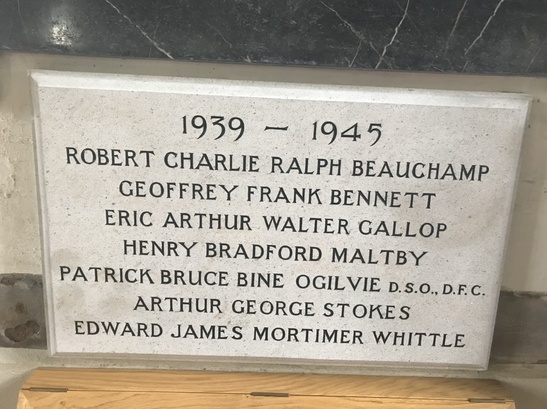 1939 – 1945
ROBERT CHARLIE RALPH BEAUCHAMP
GEOFFREY FRANK BENNETT
ERIC ARTHUR WALTER GALLOP
HENRY BRADFORD MALTBY
PATRICK BRUCE BINE OGILVIE D.S.O., D.F.C.
ARTHUR GEORGE STOKES
EDWARD JAMES MORTIMER WHITTLE